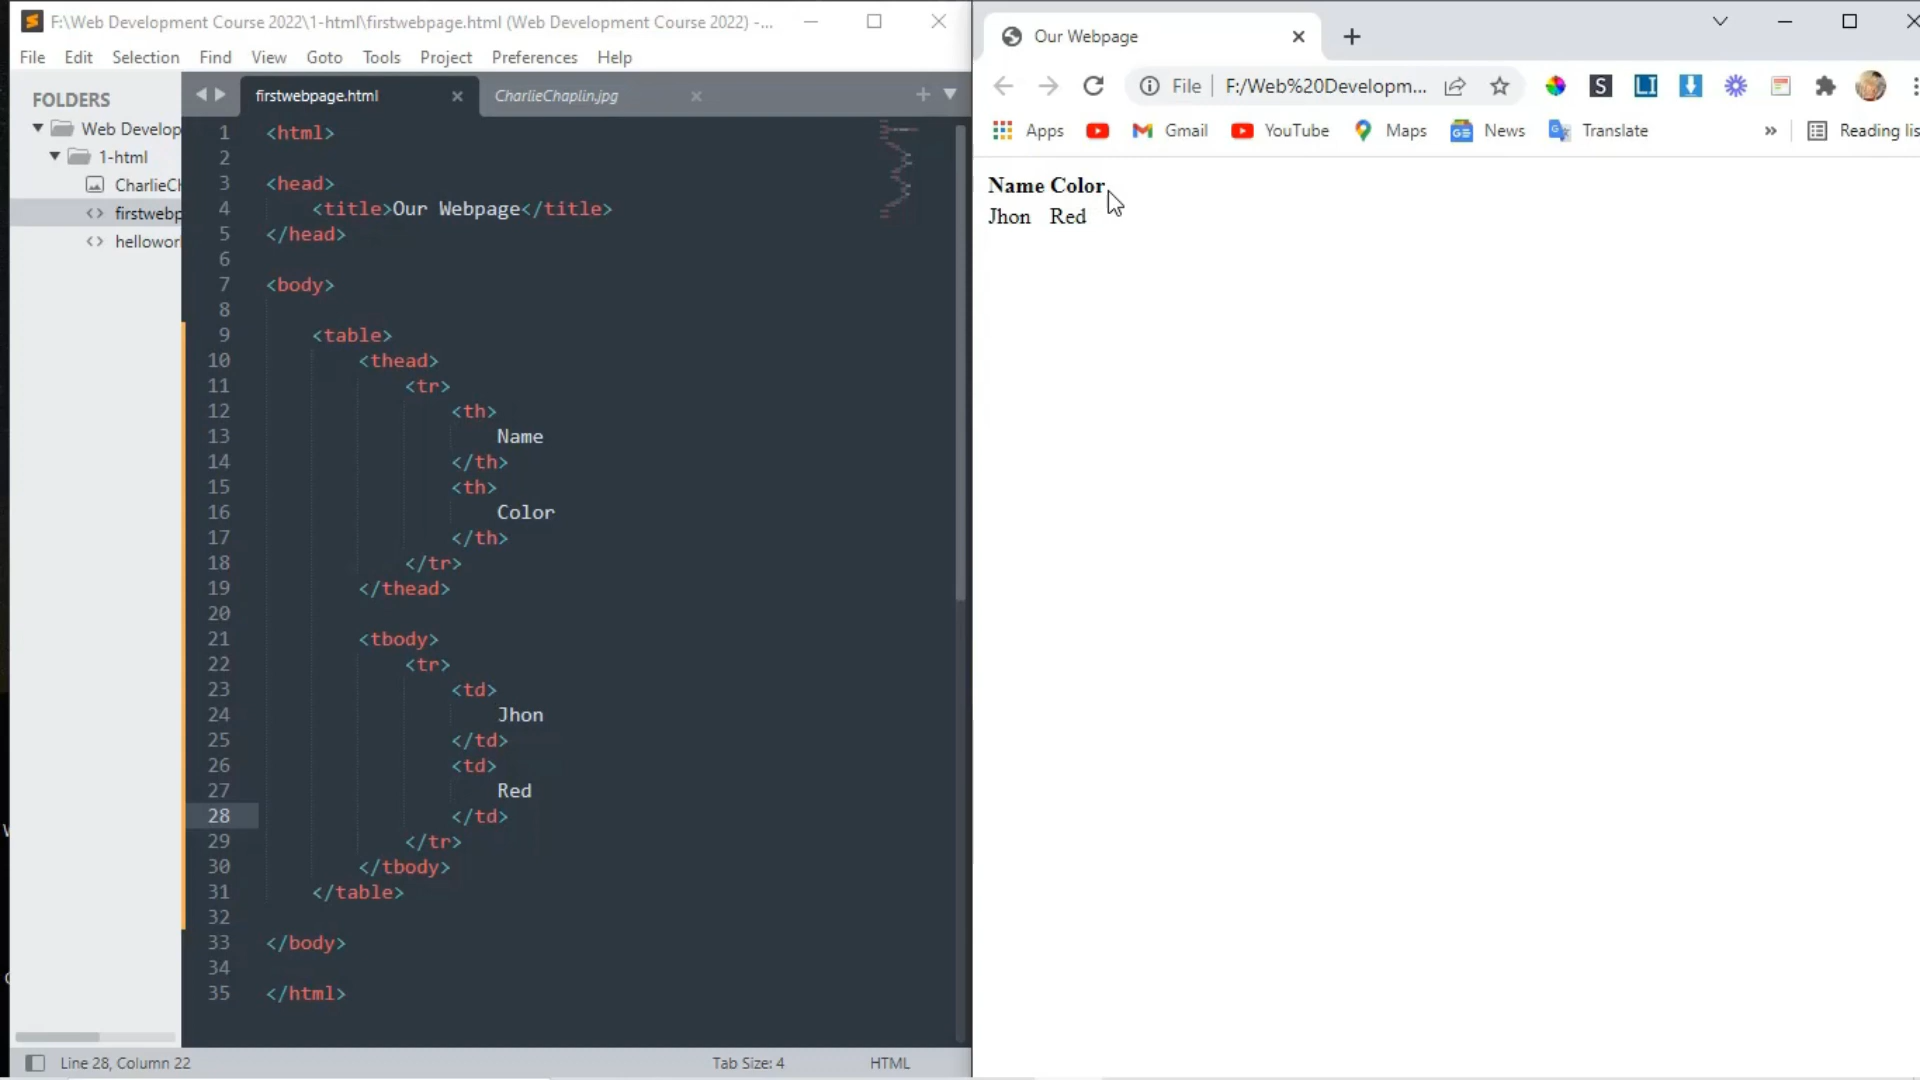 F:\Web Development Course 2022\1-html\firstwebpage.html (Web Development Course 2022) -...
File Edit Selection Find View Goto Tools Project Preferences Help
FOLDERS
Web Develop
1-html
CharlieCh
firstwebp
hellowor
firstwebpage.html
CharlieChaplin.jpg
1 <html>
2
3 <head>
4 <title>Our Webpage</title>
5 </head>
6
7 <body>
8
9 <table>
10 <thead>
11 <tr>
12 <th>
13 Name
14 </th>
15 <th>
16 Color
17 </th>
18 </tr>
19 </thead>
20
21 <tbody>
22 <tr>
23 <td>
24 Jhon
25 </td>
26 <td>
27 Red
28 </td>
29 </tr>
30 </tbody>
31 </table>
32
33 </body>
34
35 </html>
Line 28, Column 22
Tab Size: 4
HTML
Our Webpage
File | F:/Web%20Developm...
S LI
Apps Gmail YouTube Maps News Translate » Reading lis
Name Color
Jhon Red